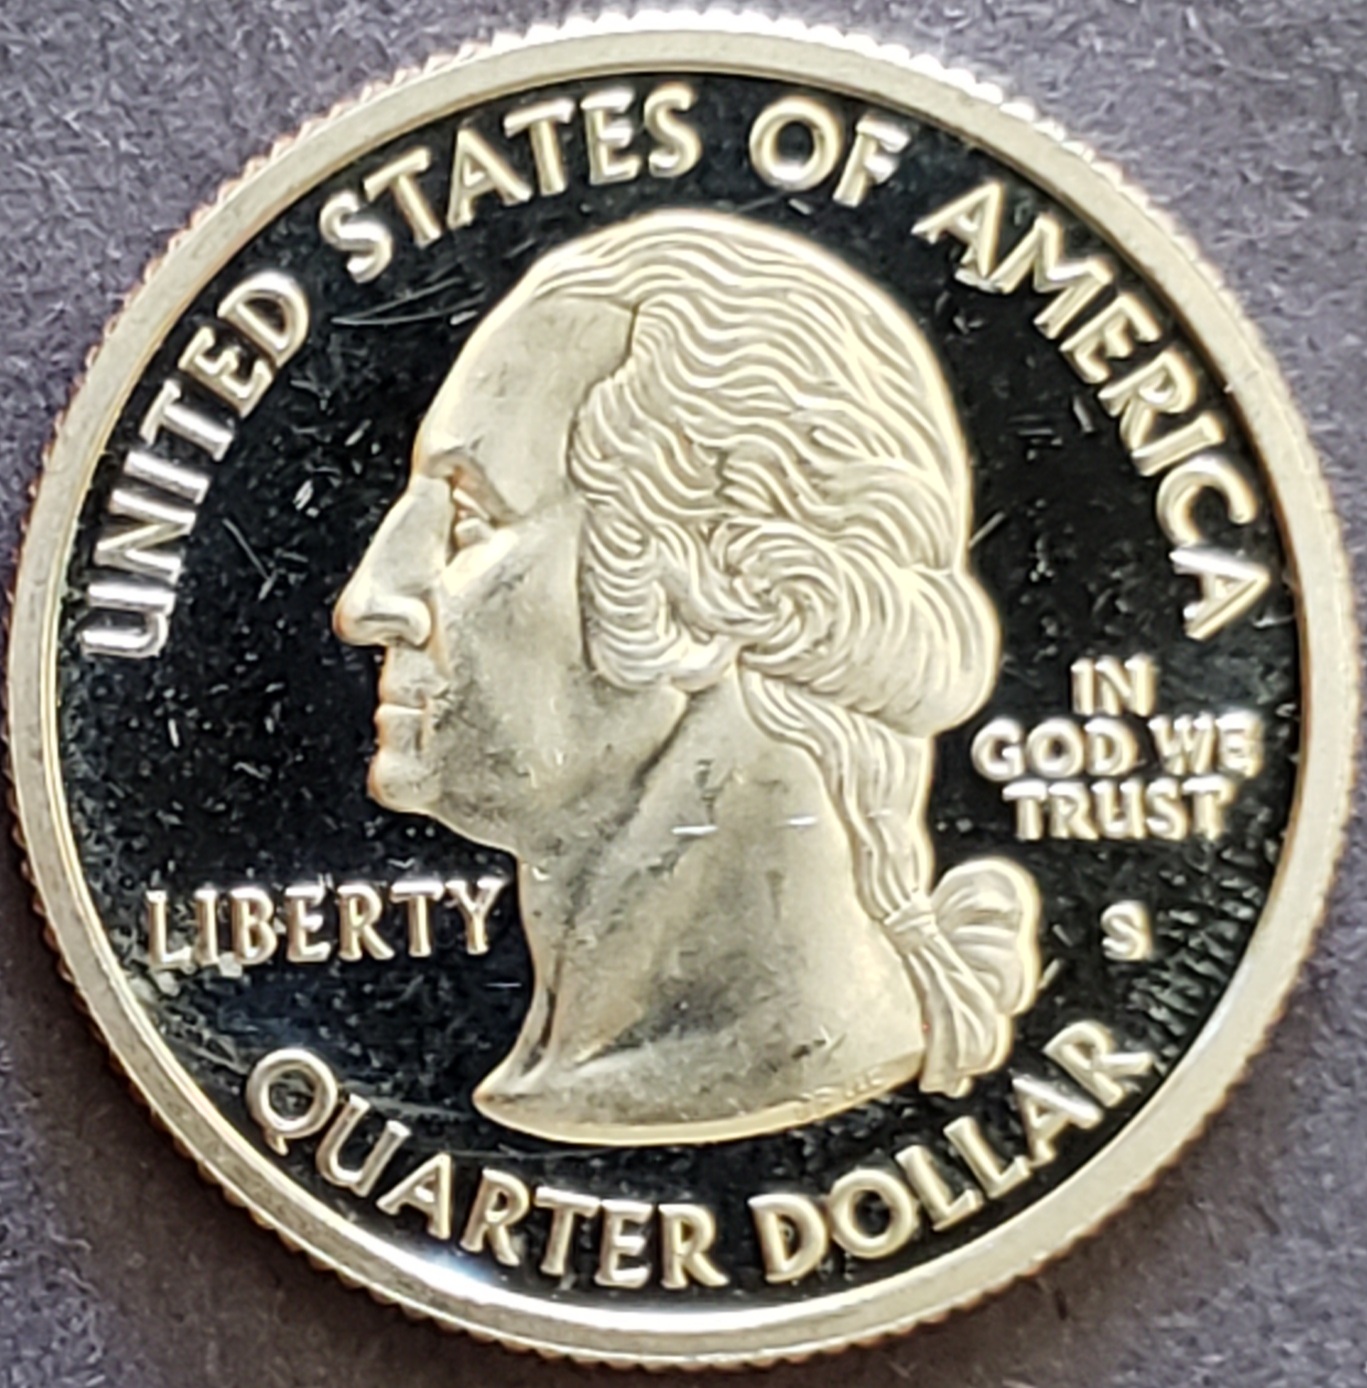 UNITED STATES OF AMERICA
LIBERTY
IN
GOD WE
TRUST
S
QUARTER DOLLAR